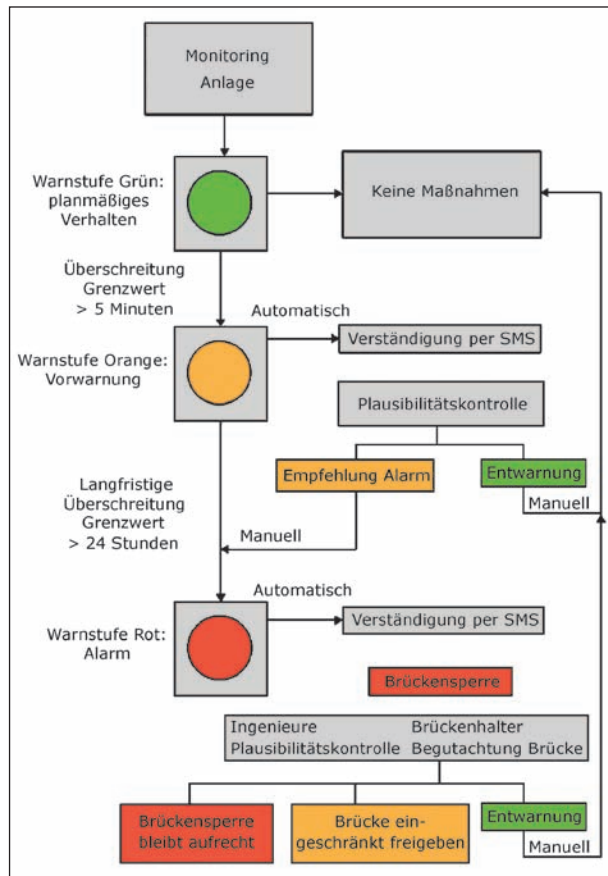 Monitoring
Anlage
Warnstufe Grün:
planmäßiges
Verhalten
Keine Maßnahmen
Überschreitung
Grenzwert
> 5 Minuten
Automatisch
Verständigung per SMS
Warnstufe Orange:
Vorwarnung
Plausibilitätskontrolle
Empfehlung Alarm
Entwarnung
Manuell
Langfristige
Überschreitung
Grenzwert
> 24 Stunden
Manuell
Automatisch
Verständigung per SMS
Warnstufe Rot:
Alarm
Brückensperre
Ingenieure
Plausibilitätskontrolle
Brückenhalter
Begutachtung Brücke
Brückensperre
bleibt aufrecht
Brücke ein-
geschränkt freigeben
Entwarnung
Manuell